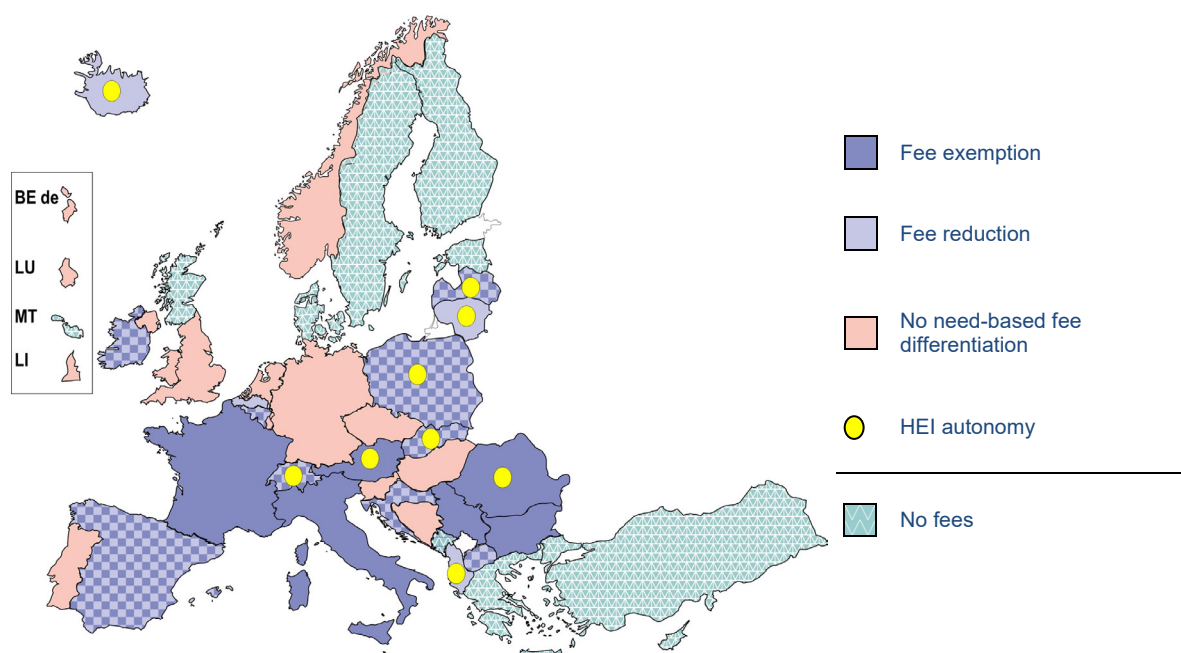 BE de
LU
MT
LI
Fee exemption
Fee reduction
No need-based fee
differentiation
HEI autonomy
No fees